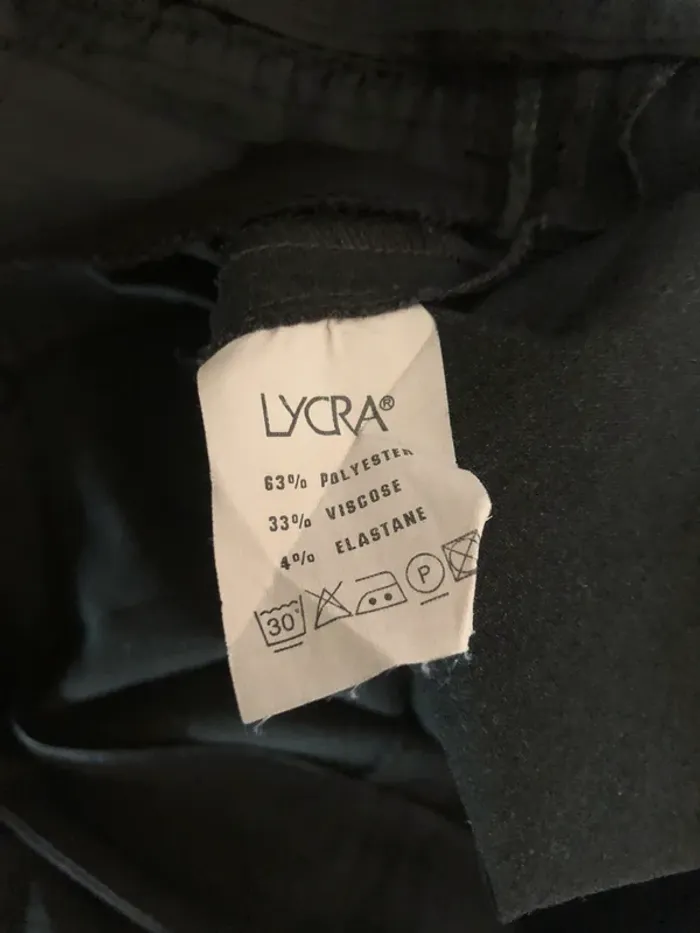 LYCRA®
63% POLYESTER
33% VISCOSE
4% ELASTANE
30° P